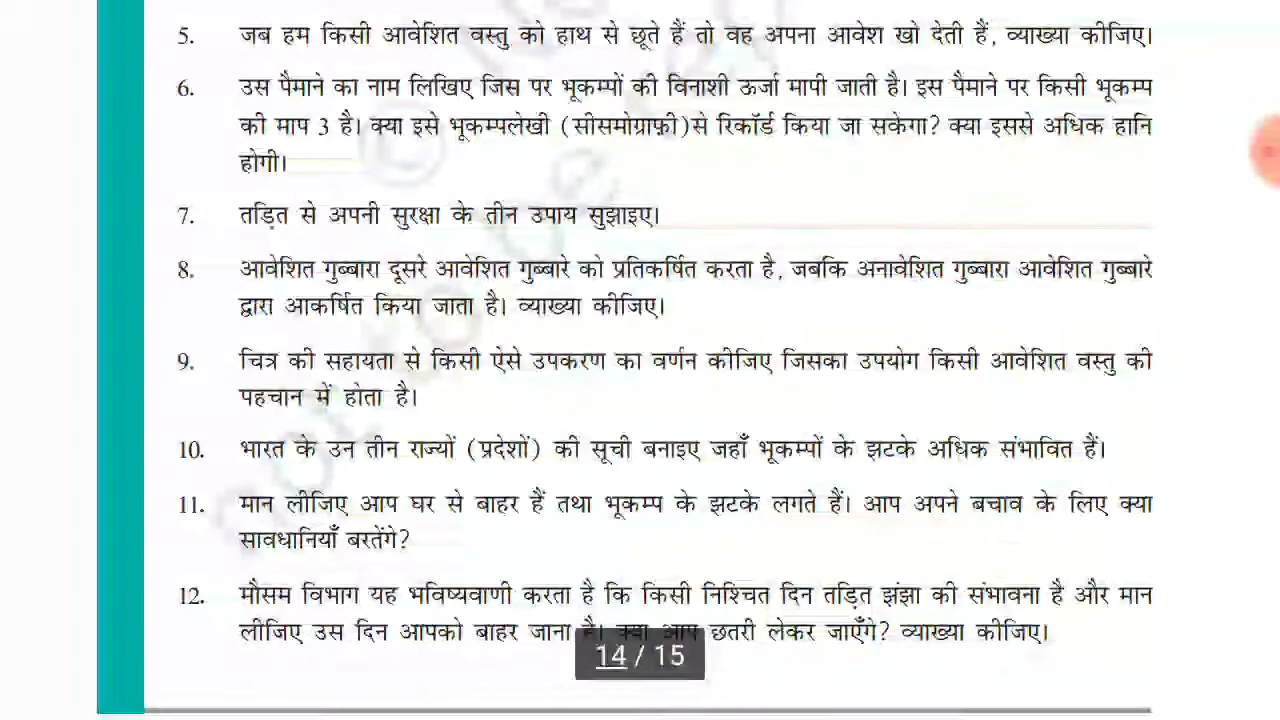 5. जब हम किसी आवेशित वस्तु को हाथ से छूते हैं तो वह अपना आवेश खो देती हैं, व्याख्या कीजिए।
6. उस पैमाने का नाम लिखिए जिस पर भूकम्पों की विनाशी ऊर्जा मापी जाती है। इस पैमाने पर किसी भूकम्प
की माप 3 है। क्या इसे भूकम्पलेखी (सीसमोग्राफ़ी)से रिकॉर्ड किया जा सकेगा? क्या इससे अधिक हानि
होगी।
7. तड़ित से अपनी सुरक्षा के तीन उपाय सुझाइए।
8. आवेशित गुब्बारा दूसरे आवेशित गुब्बारे को प्रतिकर्षित करता है, जबकि अनावेशित गुब्बारा आवेशित गुब्बारे
द्वारा आकर्षित किया जाता है। व्याख्या कीजिए।
9. चित्र की सहायता से किसी ऐसे उपकरण का वर्णन कीजिए जिसका उपयोग किसी आवेशित वस्तु की
पहचान में होता है।
10. भारत के उन तीन राज्यों (प्रदेशों) की सूची बनाइए जहाँ भूकम्पों के झटके अधिक संभावित हैं।
11. मान लीजिए आप घर से बाहर हैं तथा भूकम्प के झटके लगते हैं। आप अपने बचाव के लिए क्या
सावधानियाँ बरतेंगे?
12. मौसम विभाग यह भविष्यवाणी करता है कि किसी निश्चित दिन तड़ित झंझा की संभावना है और मान
लीजिए उस दिन आपको बाहर जाना है। क्या आप छतरी लेकर जाएँगे? व्याख्या कीजिए।
14 / 15